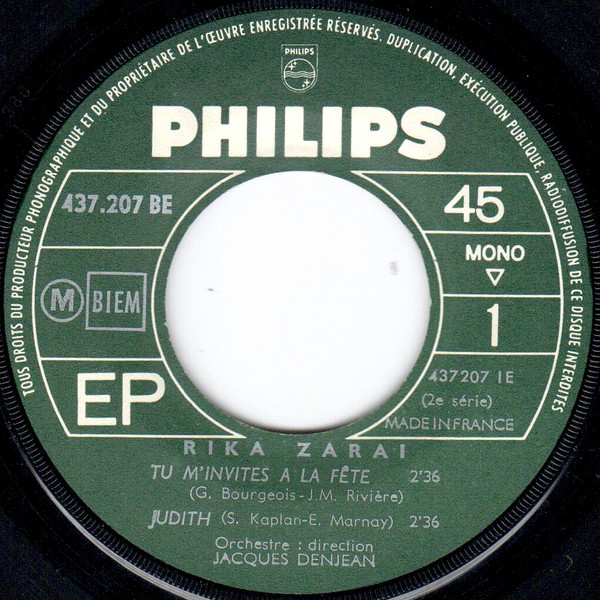 TOUS DROITS DU PRODUCTEUR PHONOGRAPHIQUE ET DU PROPRIÉTAIRE DE L'ŒUVRE ENREGISTRÉE RÉSERVÉS. DUPLICATION, EXÉCUTION PUBLIQUE, RADIODIFFUSION DE CE DISQUE INTERDITES
PHILIPS
PHILIPS
437.207 BE
45
MONO
M BIEM
1
EP
437207 1E
(2e série)
MADE IN FRANCE
RIKA ZARAI
TU M'INVITES A LA FÊTE 2'36
(G. Bourgeois-J.M. Rivière)
JUDITH (S. Kaplan-E. Marnay) 2'36
Orchestre : direction
JACQUES DENJEAN